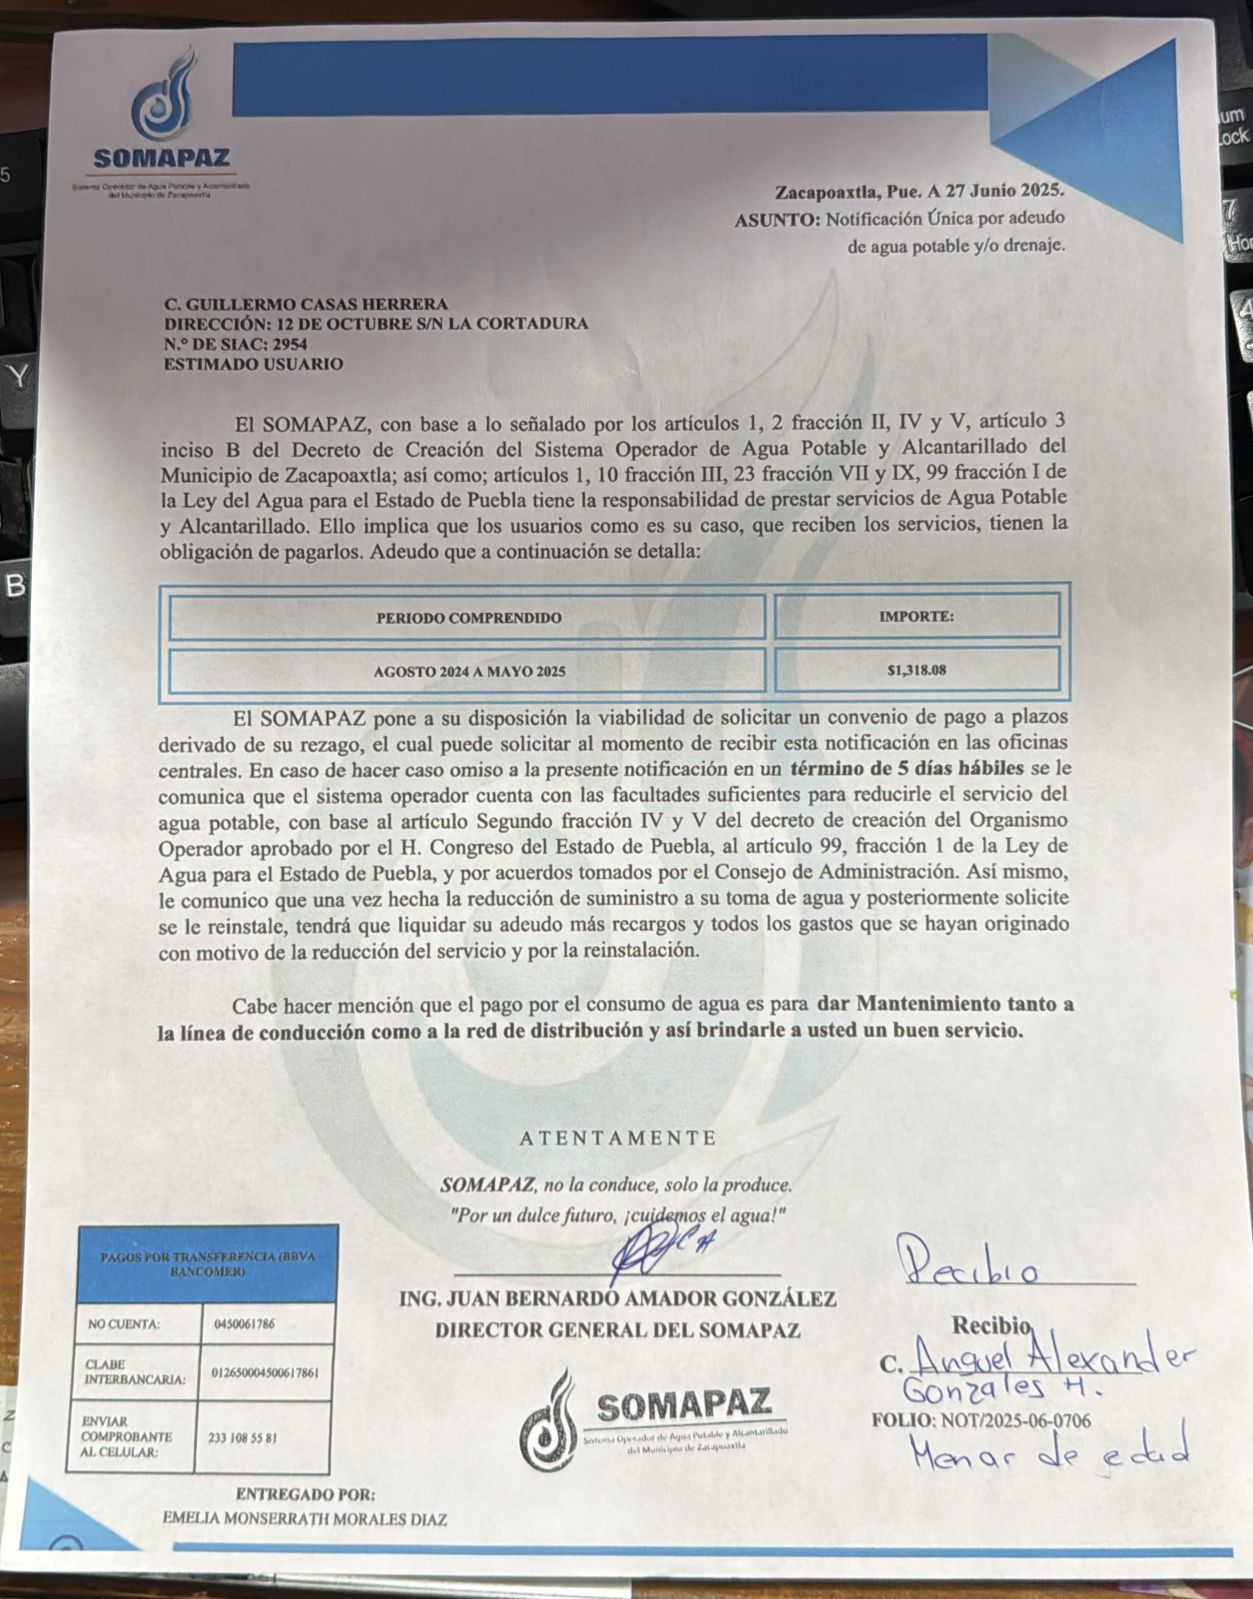 SOMAPAZ
Sistema Operador de Agua Potable y Alcantarillado
del Municipio de Zacapoaxtla
Zacapoaxtla, Pue. A 27 Junio 2025.
ASUNTO: Notificación Única por adeudo
de agua potable y/o drenaje.
C. GUILLERMO CASAS HERRERA
DIRECCIÓN: 12 DE OCTUBRE S/N LA CORTADURA
N.º DE SIAC: 2954
ESTIMADO USUARIO
El SOMAPAZ, con base a lo señalado por los artículos 1, 2 fracción II, IV y V, artículo 3
inciso B del Decreto de Creación del Sistema Operador de Agua Potable y Alcantarillado del
Municipio de Zacapoaxtla; así como; artículos 1, 10 fracción III, 23 fracción VII y IX, 99 fracción I de
la Ley del Agua para el Estado de Puebla tiene la responsabilidad de prestar servicios de Agua Potable
y Alcantarillado. Ello implica que los usuarios como es su caso, que reciben los servicios, tienen la
obligación de pagarlos. Adeudo que a continuación se detalla:
PERIODO COMPRENDIDO IMPORTE:
AGOSTO 2024 A MAYO 2025 $1,318.08
El SOMAPAZ pone a su disposición la viabilidad de solicitar un convenio de pago a plazos
derivado de su rezago, el cual puede solicitar al momento de recibir esta notificación en las oficinas
centrales. En caso de hacer caso omiso a la presente notificación en un término de 5 días hábiles se le
comunica que el sistema operador cuenta con las facultades suficientes para reducirle el servicio del
agua potable, con base al artículo Segundo fracción IV y V del decreto de creación del Organismo
Operador aprobado por el H. Congreso del Estado de Puebla, al artículo 99, fracción 1 de la Ley de
Agua para el Estado de Puebla, y por acuerdos tomados por el Consejo de Administración. Así mismo,
le comunico que una vez hecha la reducción de suministro a su toma de agua y posteriormente solicite
se le reinstale, tendrá que liquidar su adeudo más recargos y todos los gastos que se hayan originado
con motivo de la reducción del servicio y por la reinstalación.
Cabe hacer mención que el pago por el consumo de agua es para dar Mantenimiento tanto a
la línea de conducción como a la red de distribución y así brindarle a usted un buen servicio.
ATENTAMENTE
SOMAPAZ, no la conduce, solo la produce.
"Por un dulce futuro, ¡cuidemos el agua!"
ING. JUAN BERNARDO AMADOR GONZÁLEZ
DIRECTOR GENERAL DEL SOMAPAZ
SOMAPAZ
Sistema Operador de Agua Potable y Alcantarillado
del Municipio de Zacapoaxtla
PAGOS POR TRANSFERENCIA (BBVA
BANCOMER)
NO CUENTA: 0450061786
CLABE
INTERBANCARIA: 012650004500617861
ENVIAR
COMPROBANTE
AL CELULAR: 233 108 55 81
ENTREGADO POR:
EMELIA MONSERRATH MORALES DIAZ
Recibio
Recibio
C. Anguel Alexander
Gonzales H.
FOLIO: NOT/2025-06-0706
Menor de edad
5
Y
B
um
Lock
7
4